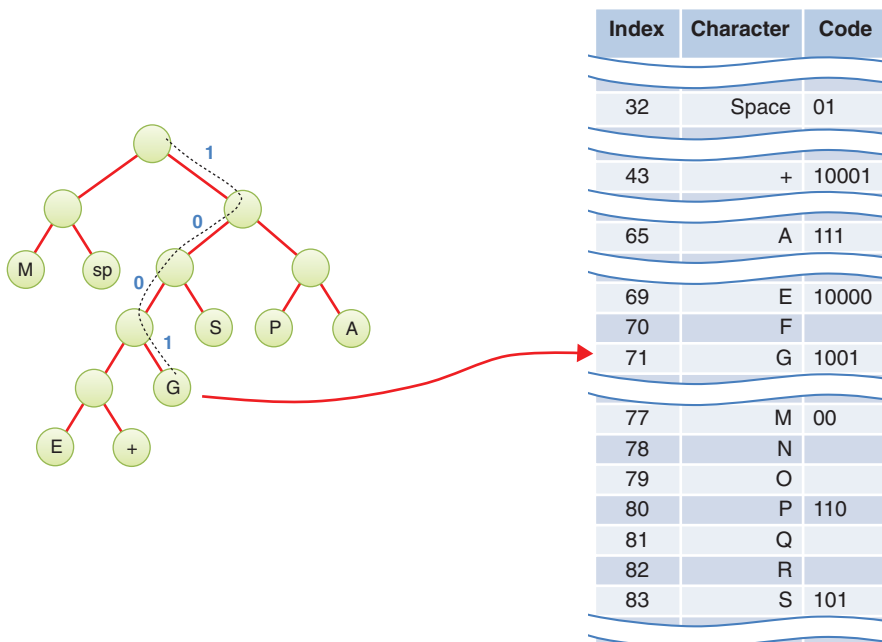 1
0
M
sp
0
S
P
A
1
G
E
+
Index Character Code
32 Space 01
43 + 10001
65 A 111
69 E 10000
70 F
71 G 1001
77 M 00
78 N
79 O
80 P 110
81 Q
82 R
83 S 101